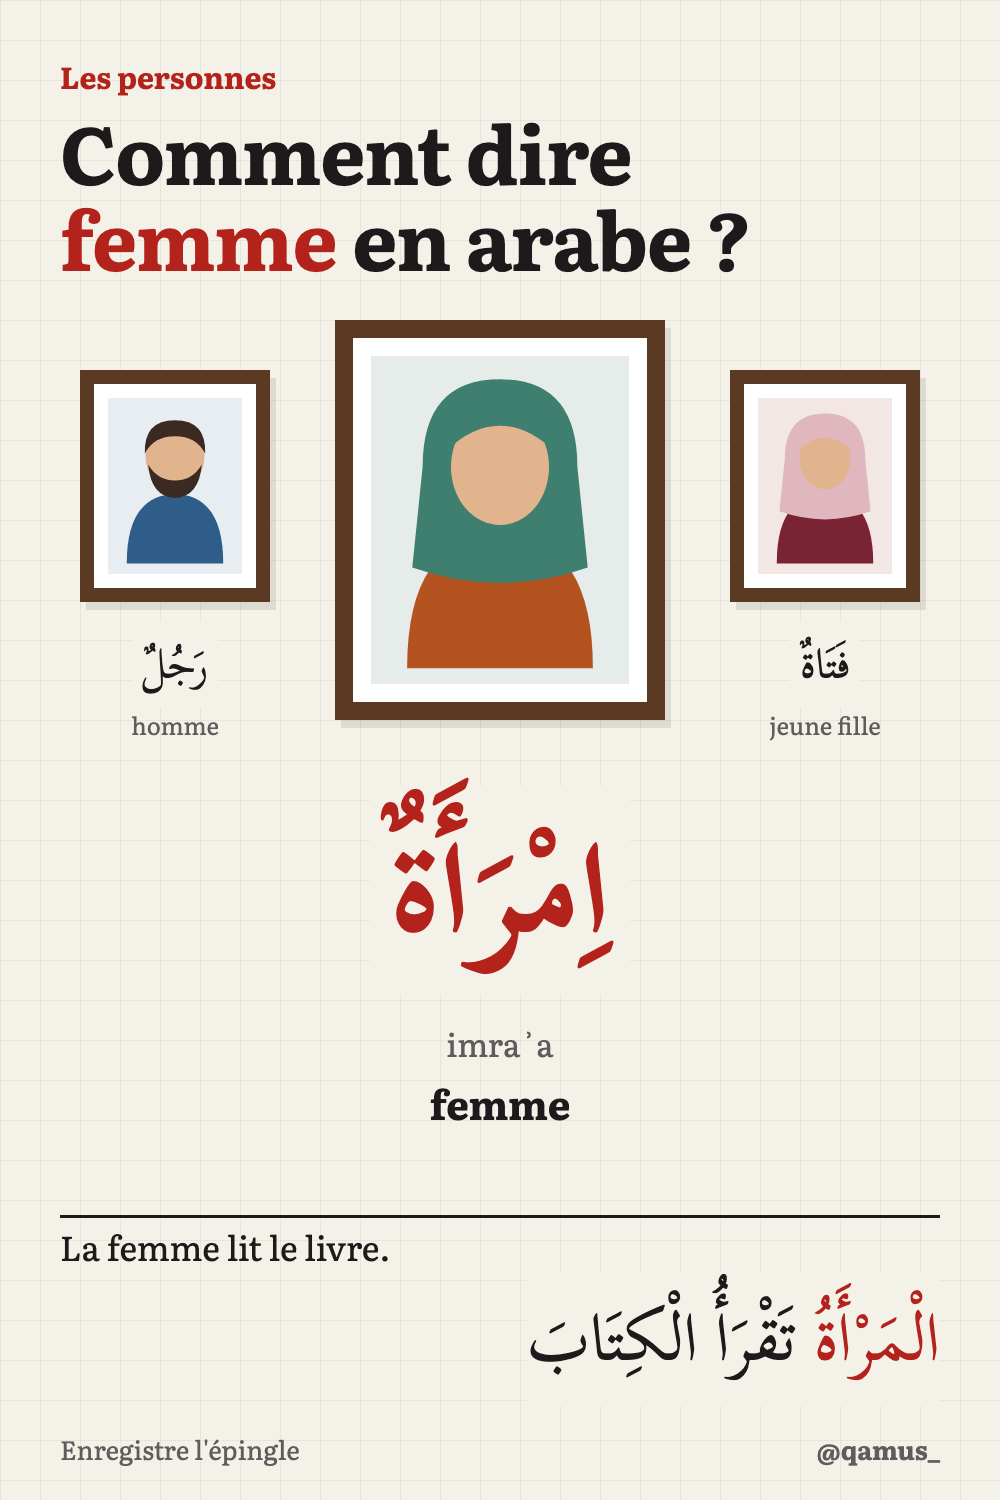 Les personnes
Comment dire
femme en arabe ?
رَجُلٌ
homme
فَتَاةٌ
jeune fille
اِمْرَأَةٌ
imraʾa
femme
La femme lit le livre.
الْمَرْأَةُ تَقْرَأُ الْكِتَابَ
Enregistre l'épingle
@qamus_